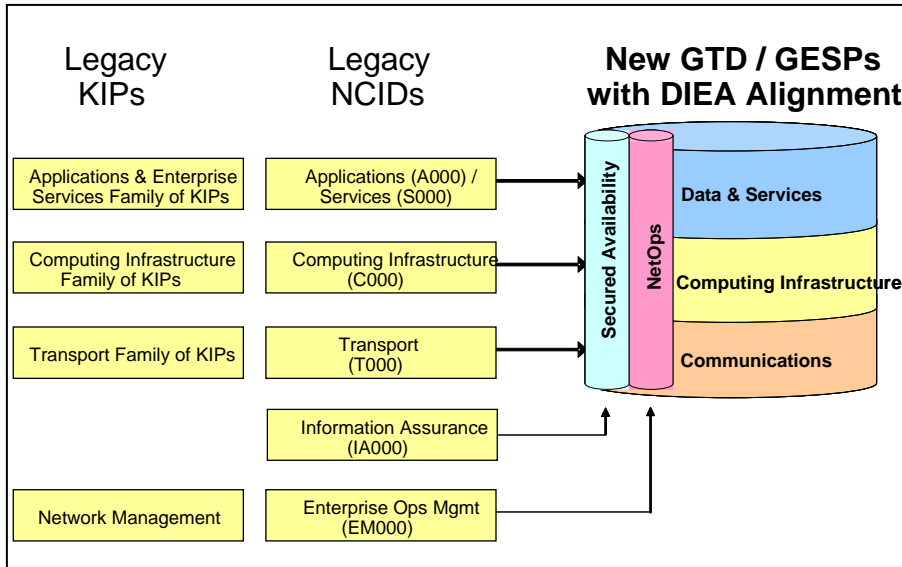 Legacy
KIPs
Legacy
NCIDs
New GTD / GESPs
with DIEA Alignment
Applications & Enterprise
Services Family of KIPs
Applications (A000) /
Services (S000)
Computing Infrastructure
Family of KIPs
Computing Infrastructure
(C000)
Transport Family of KIPs
Transport
(T000)
Information Assurance
(IA000)
Network Management
Enterprise Ops Mgmt
(EM000)
Secured Availability
NetOps
Data & Services
Computing Infrastructure
Communications